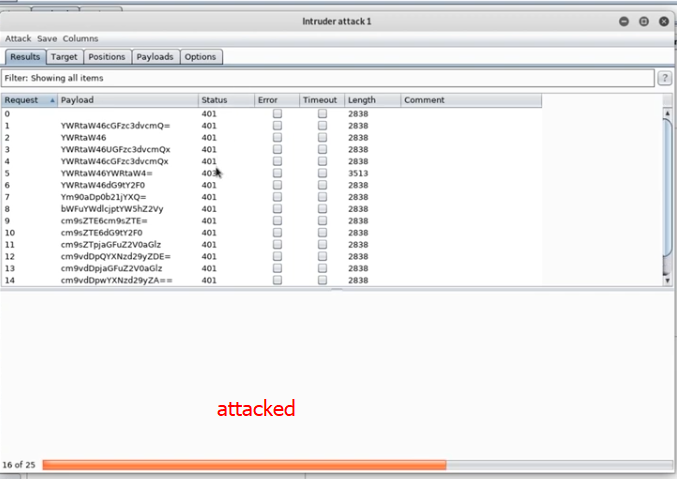 Intruder attack 1
Attack Save Columns
Results Target Positions Payloads Options
Filter: Showing all items ?
Request Payload Status Error Timeout Length Comment
0 401 2838
1 YWRtaW46cGFzc3dvcmQ= 401 2838
2 YWRtaW46 401 2838
3 YWRtaW46UGFzc3dvcmQx 401 2838
4 YWRtaW46cGFzc3dvcmQx 401 2838
5 YWRtaW46YWRtaW4= 403 3513
6 YWRtaW46dG9tY2F0 401 2838
7 Ym90aDp0b21jYXQ= 401 2838
8 bWFuYWdlcjptYW5hZ2Vy 401 2838
9 cm9sZTE6cm9sZTE= 401 2838
10 cm9sZTE6dG9tY2F0 401 2838
11 cm9sZTpjaGFuZ2V0aGlz 401 2838
12 cm9vdDpQYXNzd29yZDE= 401 2838
13 cm9vdDpjaGFuZ2V0aGlz 401 2838
14 cm9vdDpwYXNzd29yZA== 401 2838
attacked
16 of 25